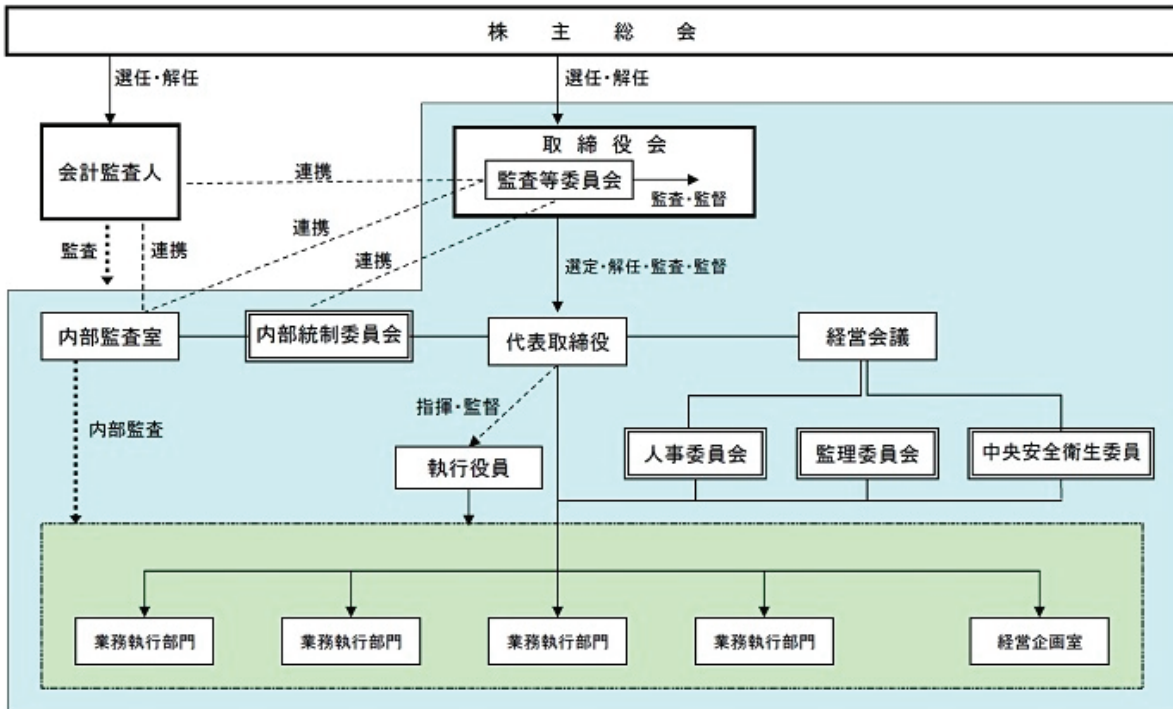 株主総会
選任・解任
選任・解任
取締役会
会計監査人
連携
監査等委員会
監査・監督
連携
監査
連携
連携
選定・解任・監査・監督
内部監査室
内部統制委員会
代表取締役
経営会議
指揮・監督
内部監査
執行役員
人事委員会
監理委員会
中央安全衛生委員
業務執行部門
業務執行部門
業務執行部門
業務執行部門
経営企画室